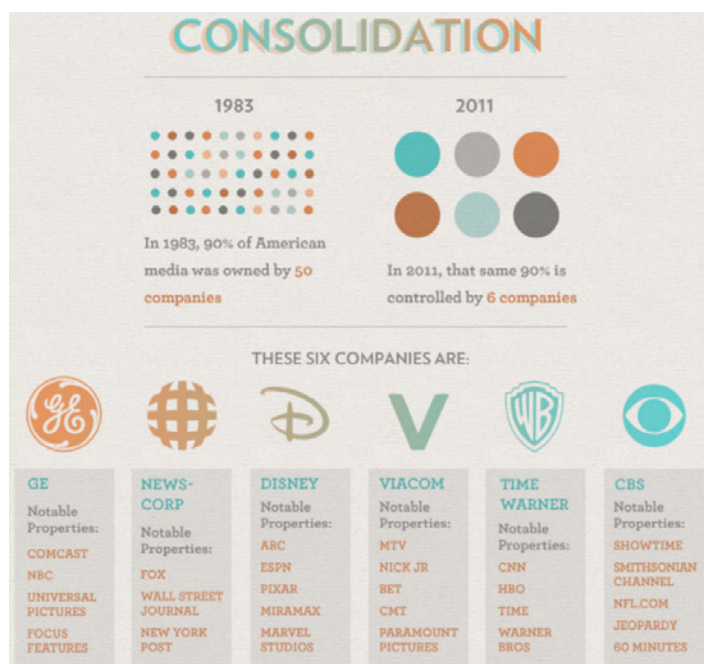 CONSOLIDATION
1983
In 1983, 90% of American
media was owned by 50
companies
2011
In 2011, that same 90% is
controlled by 6 companies
THESE SIX COMPANIES ARE:
GE
V
WB
GE
Notable
Properties:
COMCAST
NBC
UNIVERSAL
PICTURES
FOCUS
FEATURES
NEWS-
CORP
Notable
Properties:
FOX
WALL STREET
JOURNAL
NEW YORK
POST
DISNEY
Notable
Properties:
ABC
ESPN
PIXAR
MIRAMAX
MARVEL
STUDIOS
VIACOM
Notable
Properties:
MTV
NICK JR
BET
CMT
PARAMOUNT
PICTURES
TIME
WARNER
Notable
Properties:
CNN
HBO
TIME
WARNER
BROS
CBS
Notable
Properties:
SHOWTIME
SMITHSONIAN
CHANNEL
NFL.COM
JEOPARDY
60 MINUTES